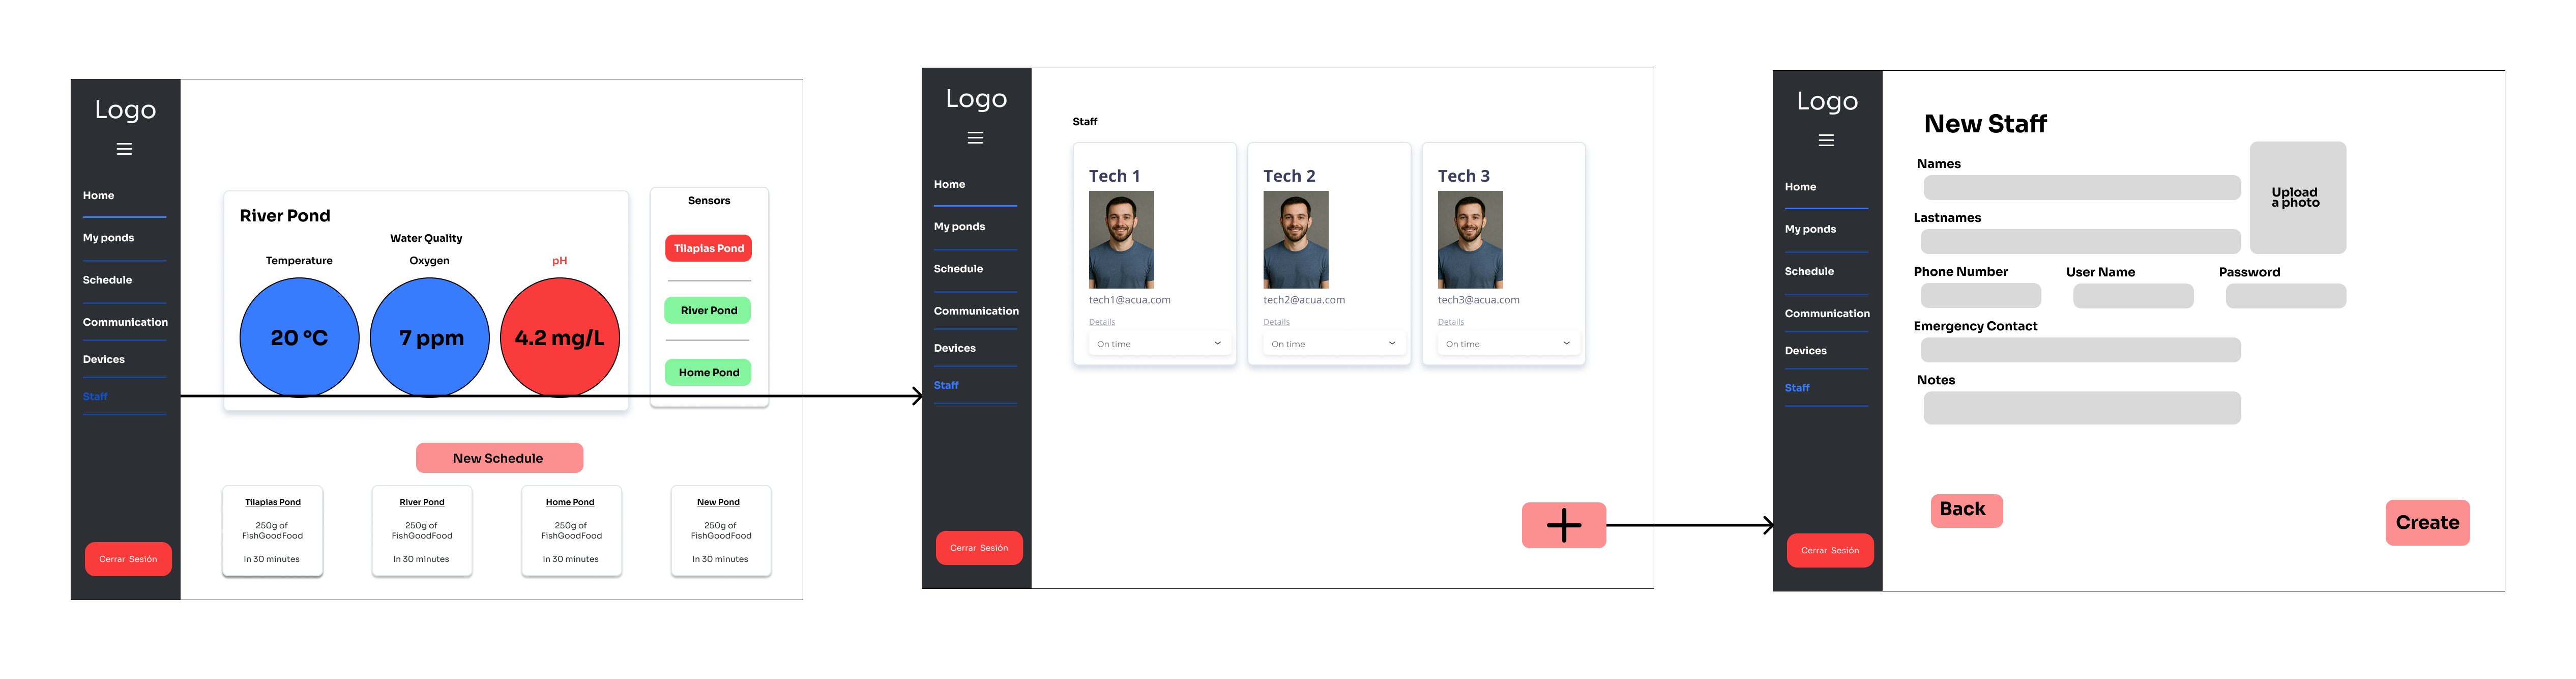 Logo
Home
My ponds
Schedule
Communication
Devices
Staff
Cerrar Sesión
River Pond
Water Quality
Temperature Oxygen pH
20 °C 7 ppm 4.2 mg/L
Sensors
Tilapias Pond
River Pond
Home Pond
New Schedule
Tilapias Pond
250g of
FishGoodFood
In 30 minutes
River Pond
250g of
FishGoodFood
In 30 minutes
Home Pond
250g of
FishGoodFood
In 30 minutes
New Pond
250g of
FishGoodFood
In 30 minutes
Logo
Home
My ponds
Schedule
Communication
Devices
Staff
Cerrar Sesión
Staff
Tech 1
tech1@acua.com
Details
On time
Tech 2
tech2@acua.com
Details
On time
Tech 3
tech3@acua.com
Details
On time
+
Logo
Home
My ponds
Schedule
Communication
Devices
Staff
Cerrar Sesión
New Staff
Names
Lastnames
Upload
a photo
Phone Number User Name Password
Emergency Contact
Notes
Back
Create